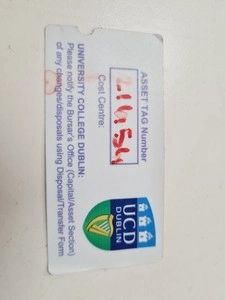 ASSET TAG Number
Cost Centre:
UNIVERSITY COLLEGE DUBLIN:
Please notify the Bursar's Office (Capital/Asset Section)
of any changes/disposals using Disposal/Transfer Form
UCD
DUBLIN